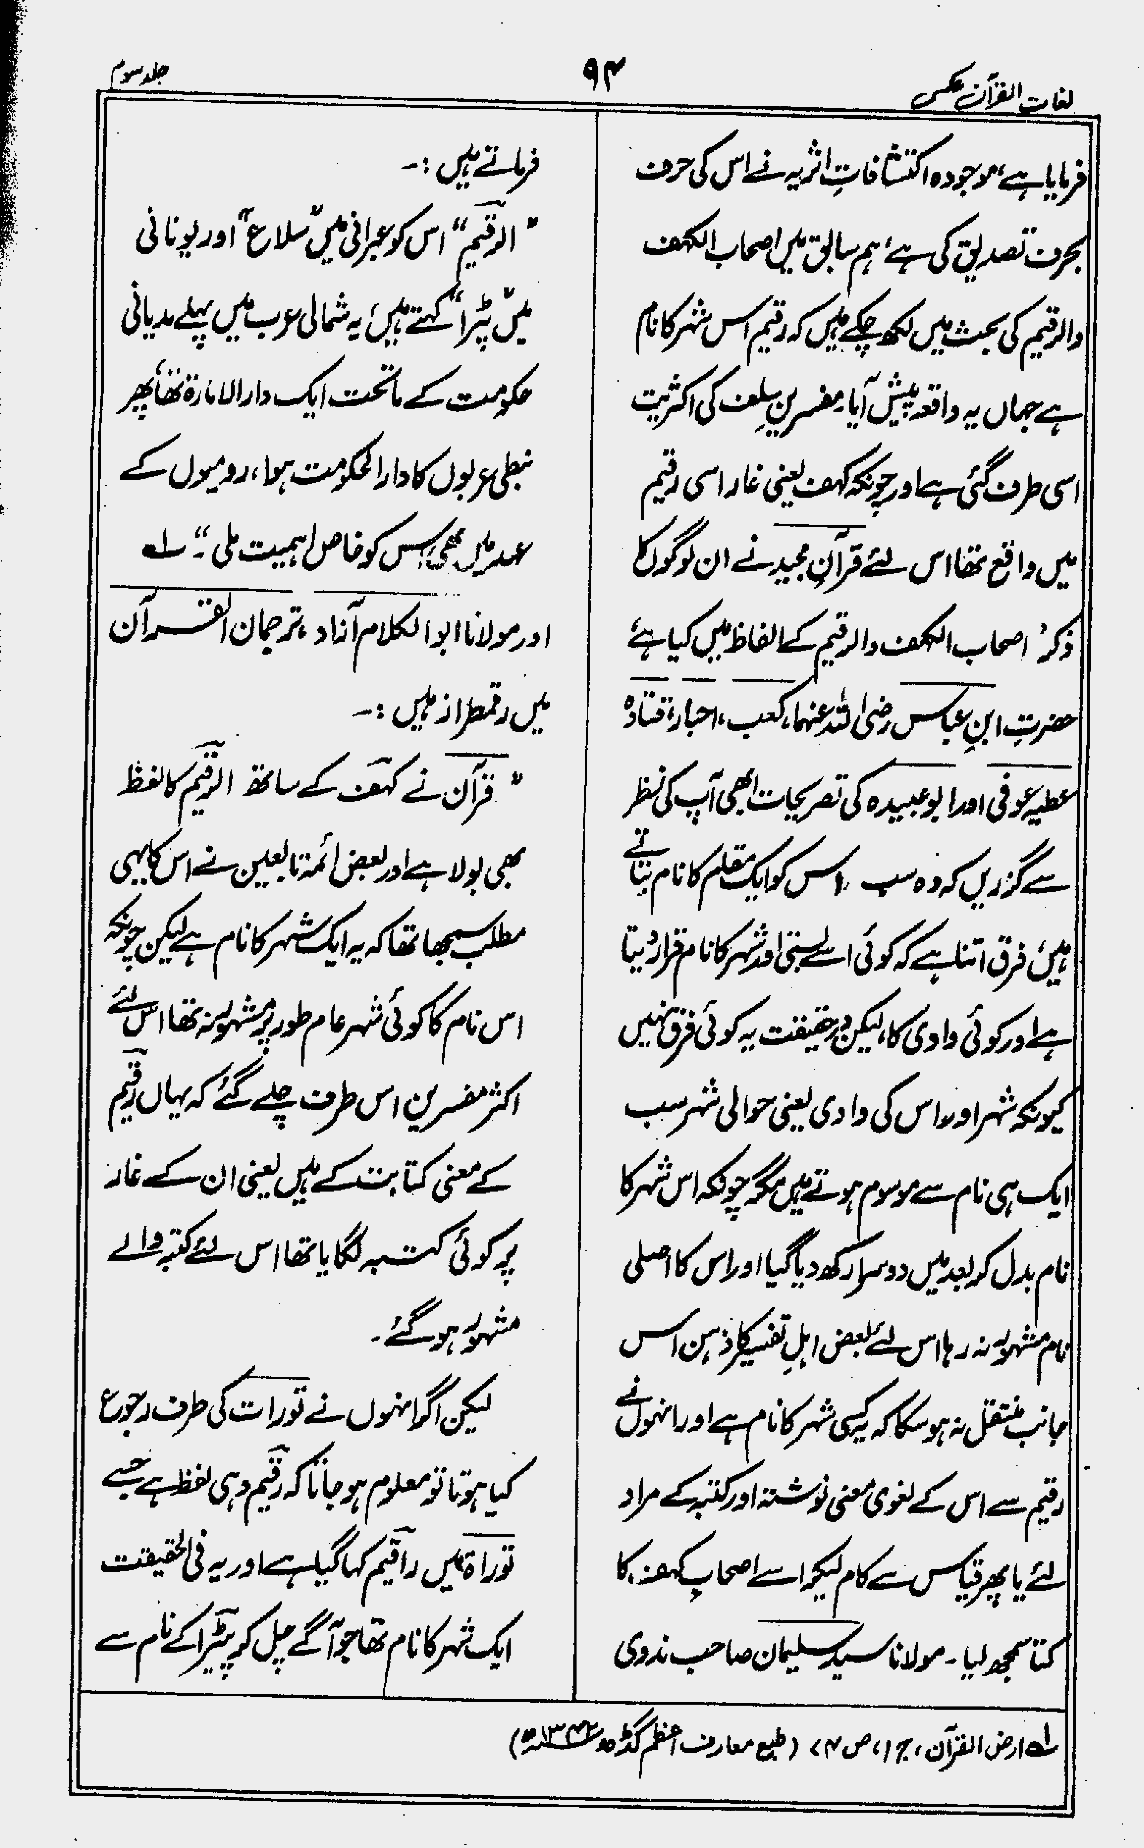 لغات القرآن عکسی
۹۴
جلد سوم
فرمایا ہے، موجودہ اکتشافاتِ اثریہ نے اس کی حرف
بحرف تصدیق کی ہے، ہم سابق میں اصحاب الکہف
والرقیم کی بحث میں لکھ چکے ہیں کہ رقیم اس شہر کا نام
ہے جہاں یہ واقعہ پیش آیا، مفسرینِ سلف کی اکثریت
اسی طرف گئی ہے اور چونکہ کہف یعنی غار اسی رقیم
میں واقع تھا اس لئے قرآنِ مجید نے ان لوگوں کا
ذکر اصحاب الکہف والرقیم کے الفاظ میں کیا ہے،
حضرتِ ابنِ عباس رضی اللہ عنہما، کعب، احبار، قتادہ
عطیہ عوفی اور ابو عبیدہ کی تصریحات ابھی آپ کی نظر
سے گزریں کہ وہ سب اس کو ایک مقام کا نام بتاتے
ہیں، فرق اتنا ہے کہ کوئی اسے بستی اور شہر کا نام قرار دیتا
ہے اور کوئی وادی کا، لیکن درحقیقت یہ کوئی فرق نہیں
کیونکہ شہر اور اس کی وادی یعنی حوالی شہر سب
ایک ہی نام سے موسوم ہوتے ہیں مگر چونکہ اس شہر کا
نام بدل کر بعد میں دوسرا رکھ دیا گیا اور اس کا اصلی
نام مشہور نہ رہا اس لئے بعض اہلِ تفسیر کا ذہن اس
جانب منتقل نہ ہو سکا کہ یہ کسی شہر کا نام ہے اور انہوں نے
رقیم سے اس کے لغوی معنی نوشتہ اور کتبہ کے مراد
لئے یا پھر قیاس سے کام لیکر اسے اصحابِ کہف کا
کتا سمجھ لیا۔ مولانا سید سلیمان صاحب ندوی
فرماتے ہیں :۔
”الرقیم“ اس کو عبرانی میں ”سلاع“ اور یونانی
میں ”پٹرا“ کہتے ہیں، یہ شمالی عرب میں پہلے مدیانی
حکومت کے ماتحت ایک دارالامارۃ تھا، پھر
نبطی عربوں کا دارالحکومت ہوا، رومیوں کے
عہد میں بھی اس کو خاص اہمیت ملی۔“ ؎۱
اور مولانا ابو الکلام آزاد، ترجمان القرآن
میں رقمطراز ہیں :۔
”قرآن نے کہف کے ساتھ الرقیم کا لفظ
بھی بولا ہے اور بعض ائمۂ تابعین نے اس کا یہی
مطلب سمجھا تھا کہ یہ ایک شہر کا نام ہے لیکن چونکہ
اس نام کا کوئی شہر عام طور پر مشہور نہ تھا اس لئے
اکثر مفسرین اس طرف چلے گئے کہ یہاں رقیم
کے معنی کتابت کے ہیں یعنی ان کے غار
پر کوئی کتبہ لگایا تھا اس لئے کتبہ والے
مشہور ہو گئے۔
لیکن اگر انہوں نے تورات کی طرف رجوع
کیا ہوتا تو معلوم ہو جاتا کہ رقیم وہی لفظ ہے جسے
توراۃ میں راقیم کہا گیا ہے اور یہ فی الحقیقت
ایک شہر کا نام تھا جو آگے چل کر پیٹرا کے نام سے
؎۱ ارض القرآن، ج۱، ص ۷۴ (طبع معارف اعظم گڈھ ۱۳۴۲ھ)